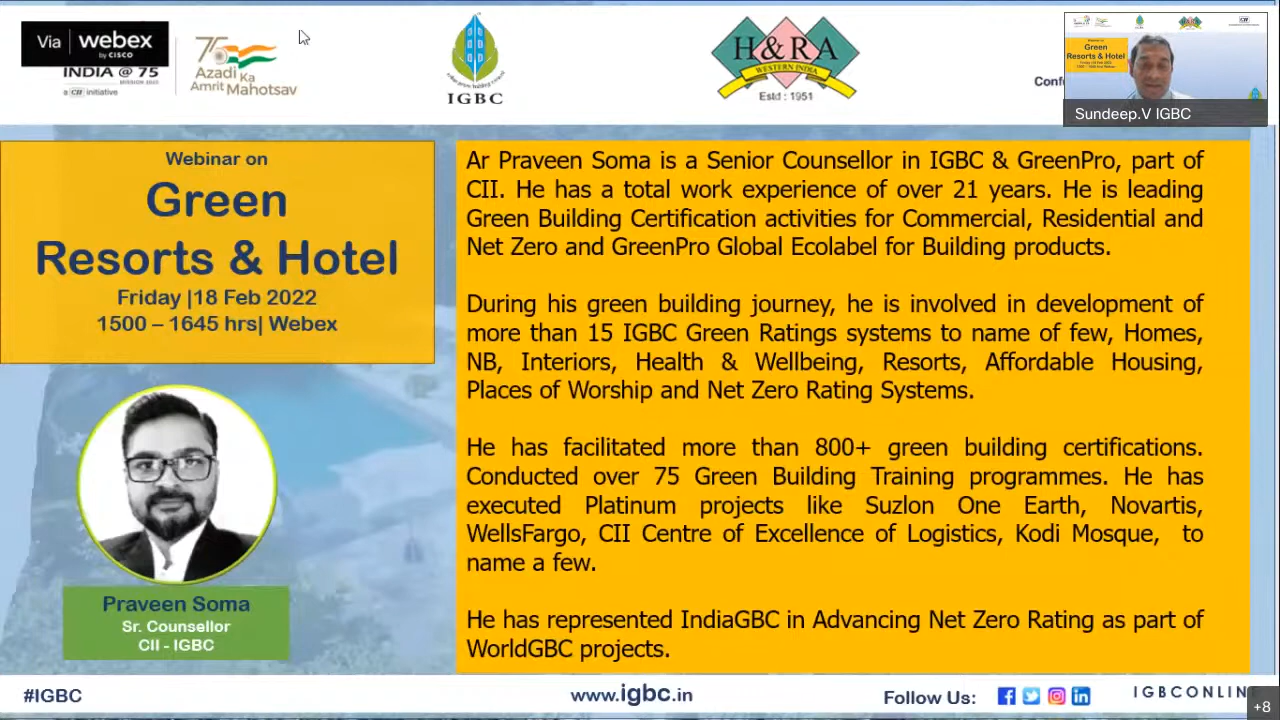 Via webex
by CISCO
INDIA @ 75
a CII initiative
75
Azadi Ka
Amrit Mahotsav
IGBC
H&RA
WESTERN INDIA
Estd : 1951
Green
Resorts & Hotel
Sundeep.V IGBC
Webinar on
Green
Resorts & Hotel
Friday |18 Feb 2022
1500 – 1645 hrs| Webex
Praveen Soma
Sr. Counsellor
CII - IGBC
Ar Praveen Soma is a Senior Counsellor in IGBC & GreenPro, part of
CII. He has a total work experience of over 21 years. He is leading
Green Building Certification activities for Commercial, Residential and
Net Zero and GreenPro Global Ecolabel for Building products.
During his green building journey, he is involved in development of
more than 15 IGBC Green Ratings systems to name of few, Homes,
NB, Interiors, Health & Wellbeing, Resorts, Affordable Housing,
Places of Worship and Net Zero Rating Systems.
He has facilitated more than 800+ green building certifications.
Conducted over 75 Green Building Training programmes. He has
executed Platinum projects like Suzlon One Earth, Novartis,
WellsFargo, CII Centre of Excellence of Logistics, Kodi Mosque, to
name a few.
He has represented IndiaGBC in Advancing Net Zero Rating as part of
WorldGBC projects.
#IGBC
www.igbc.in
Follow Us:
IGBCONLIN
+8